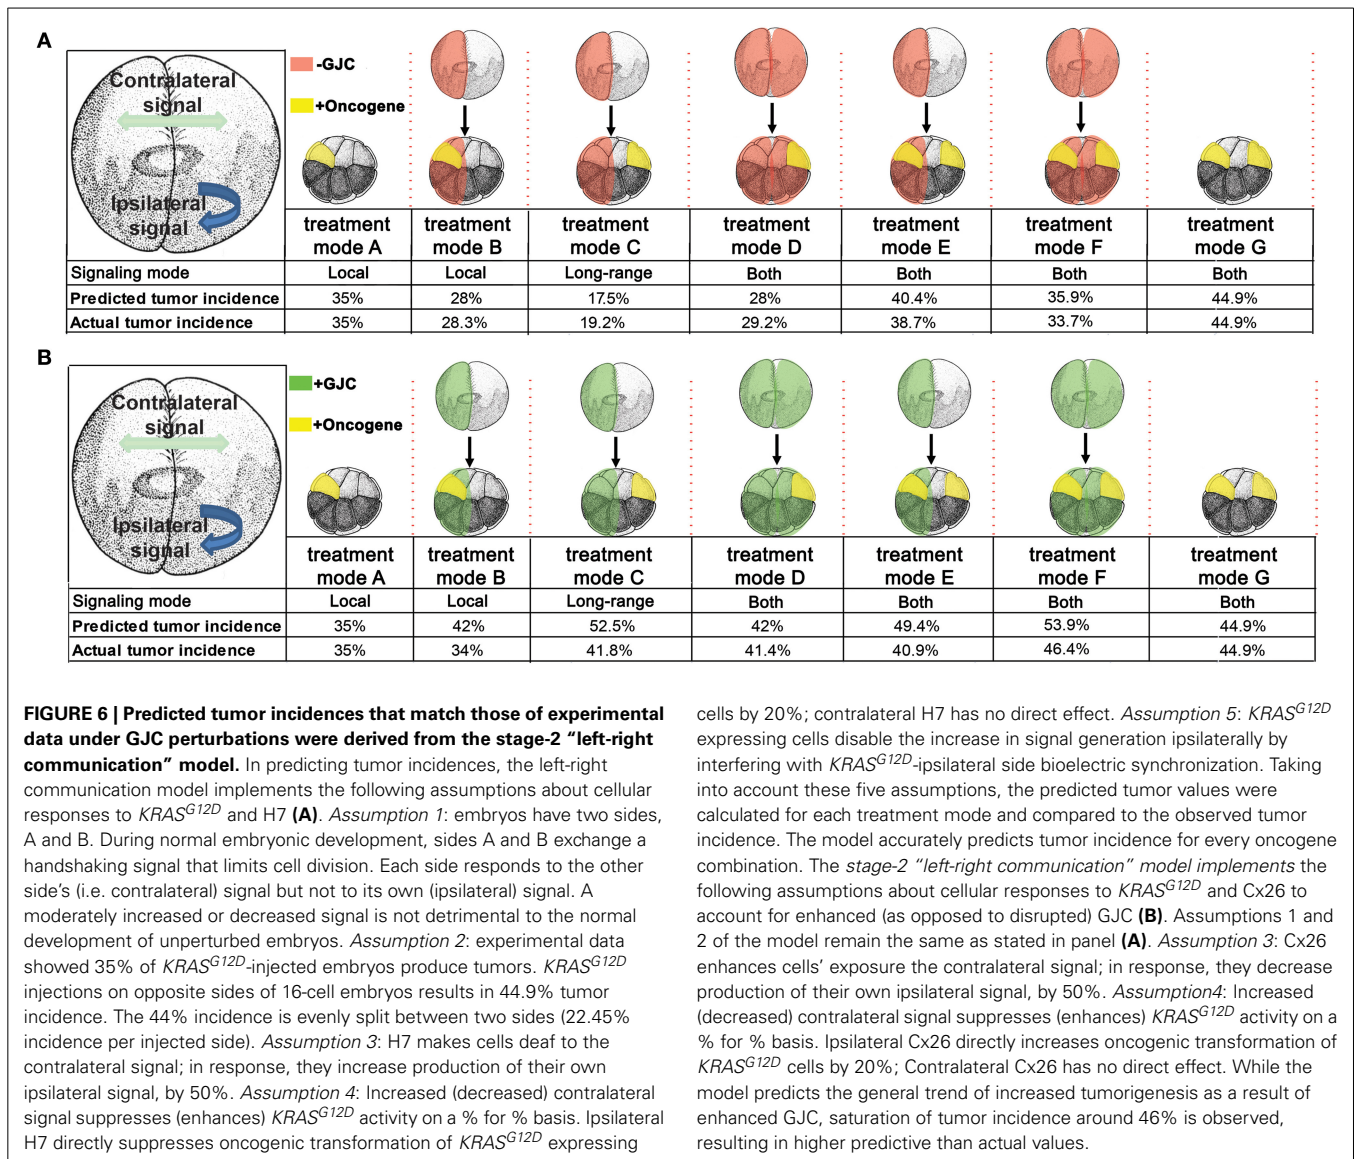 A
Contralateral
signal
Ipsilateral
signal
-GJC
+Oncogene
treatment mode A
treatment mode B
treatment mode C
treatment mode D
treatment mode E
treatment mode F
treatment mode G
Signaling mode Local Local Long-range Both Both Both Both
Predicted tumor incidence 35% 28% 17.5% 28% 40.4% 35.9% 44.9%
Actual tumor incidence 35% 28.3% 19.2% 29.2% 38.7% 33.7% 44.9%
B
Contralateral
signal
Ipsilateral
signal
+GJC
+Oncogene
treatment mode A
treatment mode B
treatment mode C
treatment mode D
treatment mode E
treatment mode F
treatment mode G
Signaling mode Local Local Long-range Both Both Both Both
Predicted tumor incidence 35% 42% 52.5% 42% 49.4% 53.9% 44.9%
Actual tumor incidence 35% 34% 41.8% 41.4% 40.9% 46.4% 44.9%
FIGURE 6 | Predicted tumor incidences that match those of experimental
data under GJC perturbations were derived from the stage-2 “left-right
communication” model. In predicting tumor incidences, the left-right
communication model implements the following assumptions about cellular
responses to KRASG12D and H7 (A). Assumption 1: embryos have two sides,
A and B. During normal embryonic development, sides A and B exchange a
handshaking signal that limits cell division. Each side responds to the other
side’s (i.e. contralateral) signal but not to its own (ipsilateral) signal. A
moderately increased or decreased signal is not detrimental to the normal
development of unperturbed embryos. Assumption 2: experimental data
showed 35% of KRASG12D-injected embryos produce tumors. KRASG12D
injections on opposite sides of 16-cell embryos results in 44.9% tumor
incidence. The 44% incidence is evenly split between two sides (22.45%
incidence per injected side). Assumption 3: H7 makes cells deaf to the
contralateral signal; in response, they increase production of their own
ipsilateral signal, by 50%. Assumption 4: Increased (decreased) contralateral
signal suppresses (enhances) KRASG12D activity on a % for % basis. Ipsilateral
H7 directly suppresses oncogenic transformation of KRASG12D expressing
cells by 20%; contralateral H7 has no direct effect. Assumption 5: KRASG12D
expressing cells disable the increase in signal generation ipsilaterally by
interfering with KRASG12D-ipsilateral side bioelectric synchronization. Taking
into account these five assumptions, the predicted tumor values were
calculated for each treatment mode and compared to the observed tumor
incidence. The model accurately predicts tumor incidence for every oncogene
combination. The stage-2 “left-right communication” model implements the
following assumptions about cellular responses to KRASG12D and Cx26 to
account for enhanced (as opposed to disrupted) GJC (B). Assumptions 1 and
2 of the model remain the same as stated in panel (A). Assumption 3: Cx26
enhances cells’ exposure the contralateral signal; in response, they decrease
production of their own ipsilateral signal, by 50%. Assumption4: Increased
(decreased) contralateral signal suppresses (enhances) KRASG12D activity on a
% for % basis. Ipsilateral Cx26 directly increases oncogenic transformation of
KRASG12D cells by 20%; Contralateral Cx26 has no direct effect. While the
model predicts the general trend of increased tumorigenesis as a result of
enhanced GJC, saturation of tumor incidence around 46% is observed,
resulting in higher predictive than actual values.